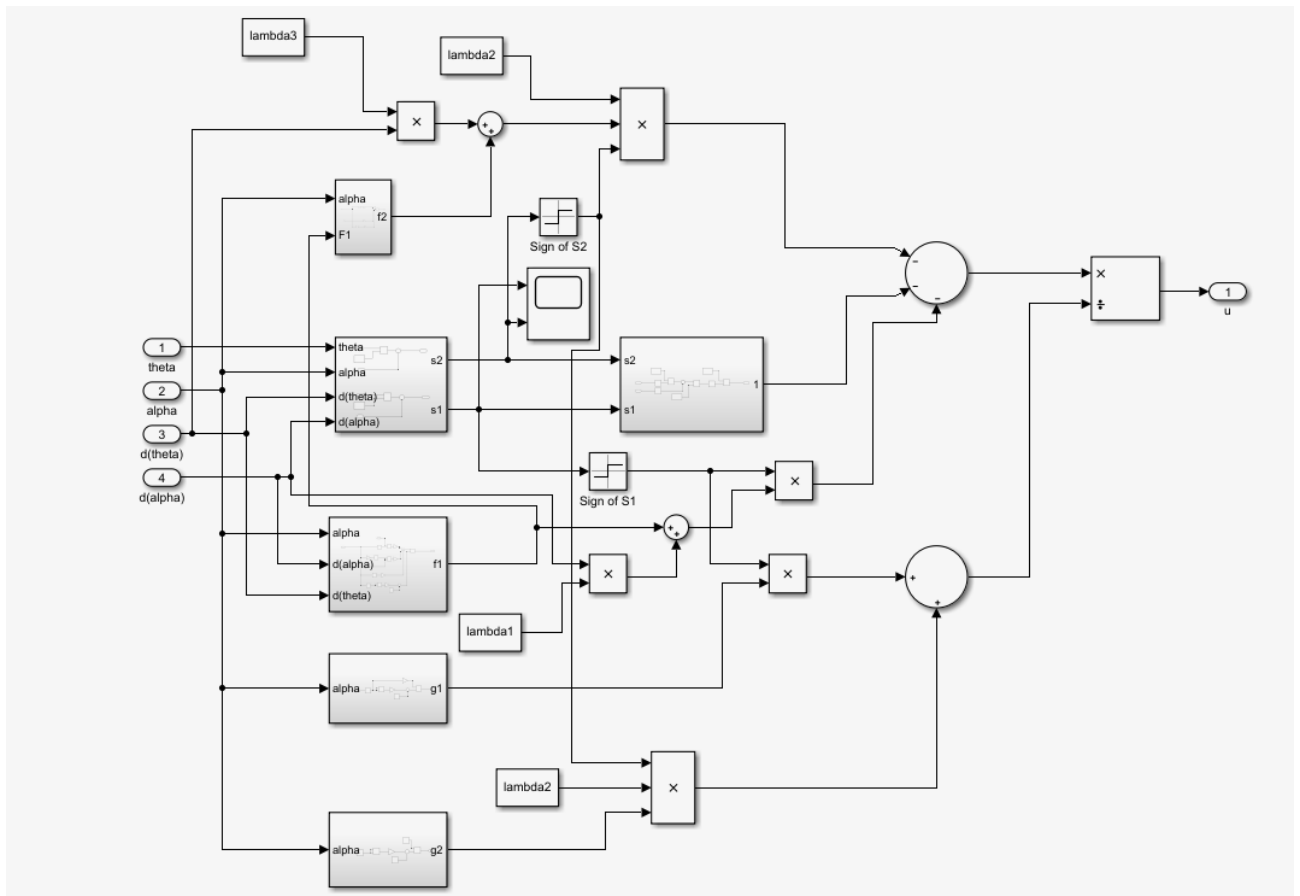 lambda3
lambda2
×
+
+
×
alpha
f2
F1
Sign of S2
-
-
-
×
÷
1
u
1
theta
2
alpha
3
d(theta)
4
d(alpha)
theta
alpha
d(theta)
d(alpha)
s2
s1
s2
s1
1
Sign of S1
×
+
+
alpha
d(alpha)
d(theta)
f1
×
×
+
+
lambda1
alpha
g1
lambda2
×
alpha
g2